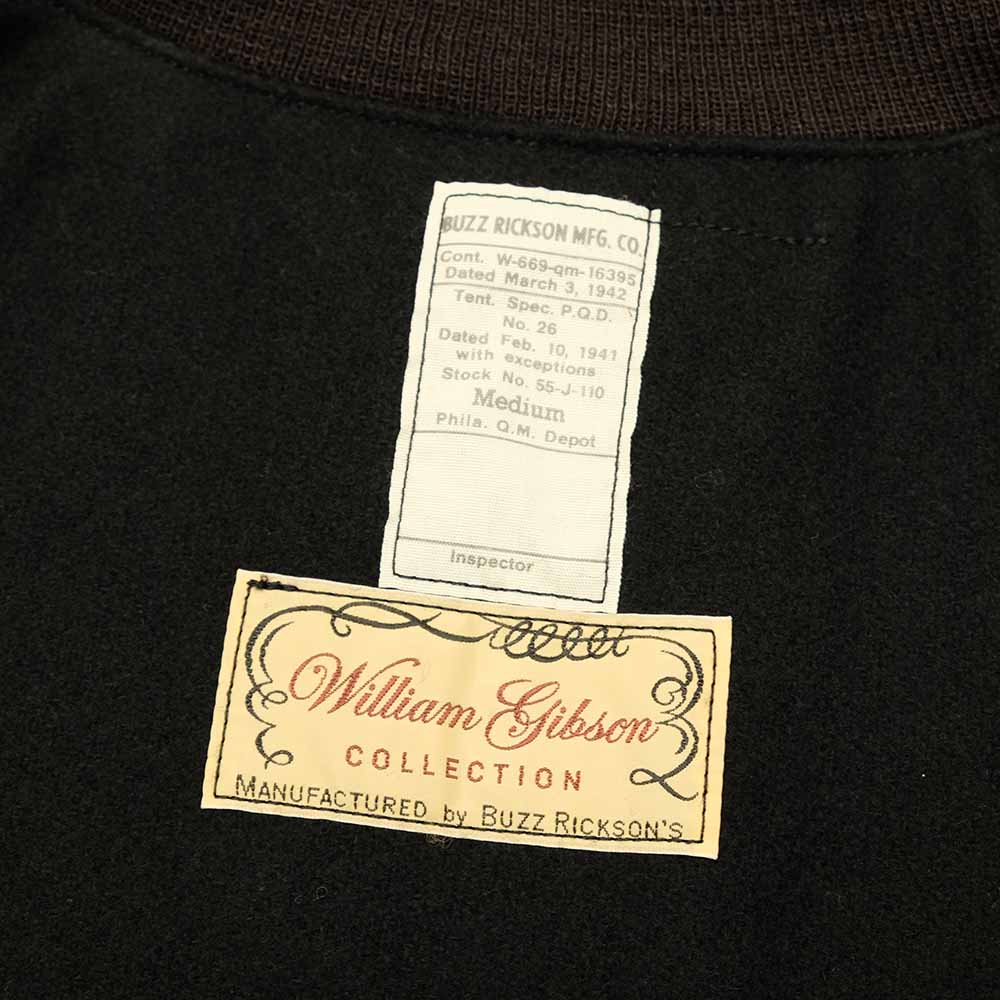 BUZZ RICKSON MFG. CO.
Cont. W-669-qm-16395
Dated March 3, 1942
Tent. Spec. P.Q.D.
No. 26
Dated Feb. 10, 1941
with exceptions
Stock No. 55-J-110
Medium
Phila. Q.M. Depot
Inspector
William Gibson
COLLECTION
MANUFACTURED by BUZZ RICKSON'S